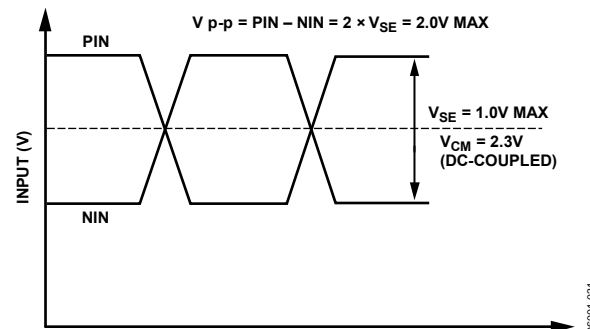 V p-p = PIN – NIN = 2 × VSE = 2.0V MAX
PIN
VSE = 1.0V MAX
VCM = 2.3V
(DC-COUPLED)
INPUT (V)
NIN